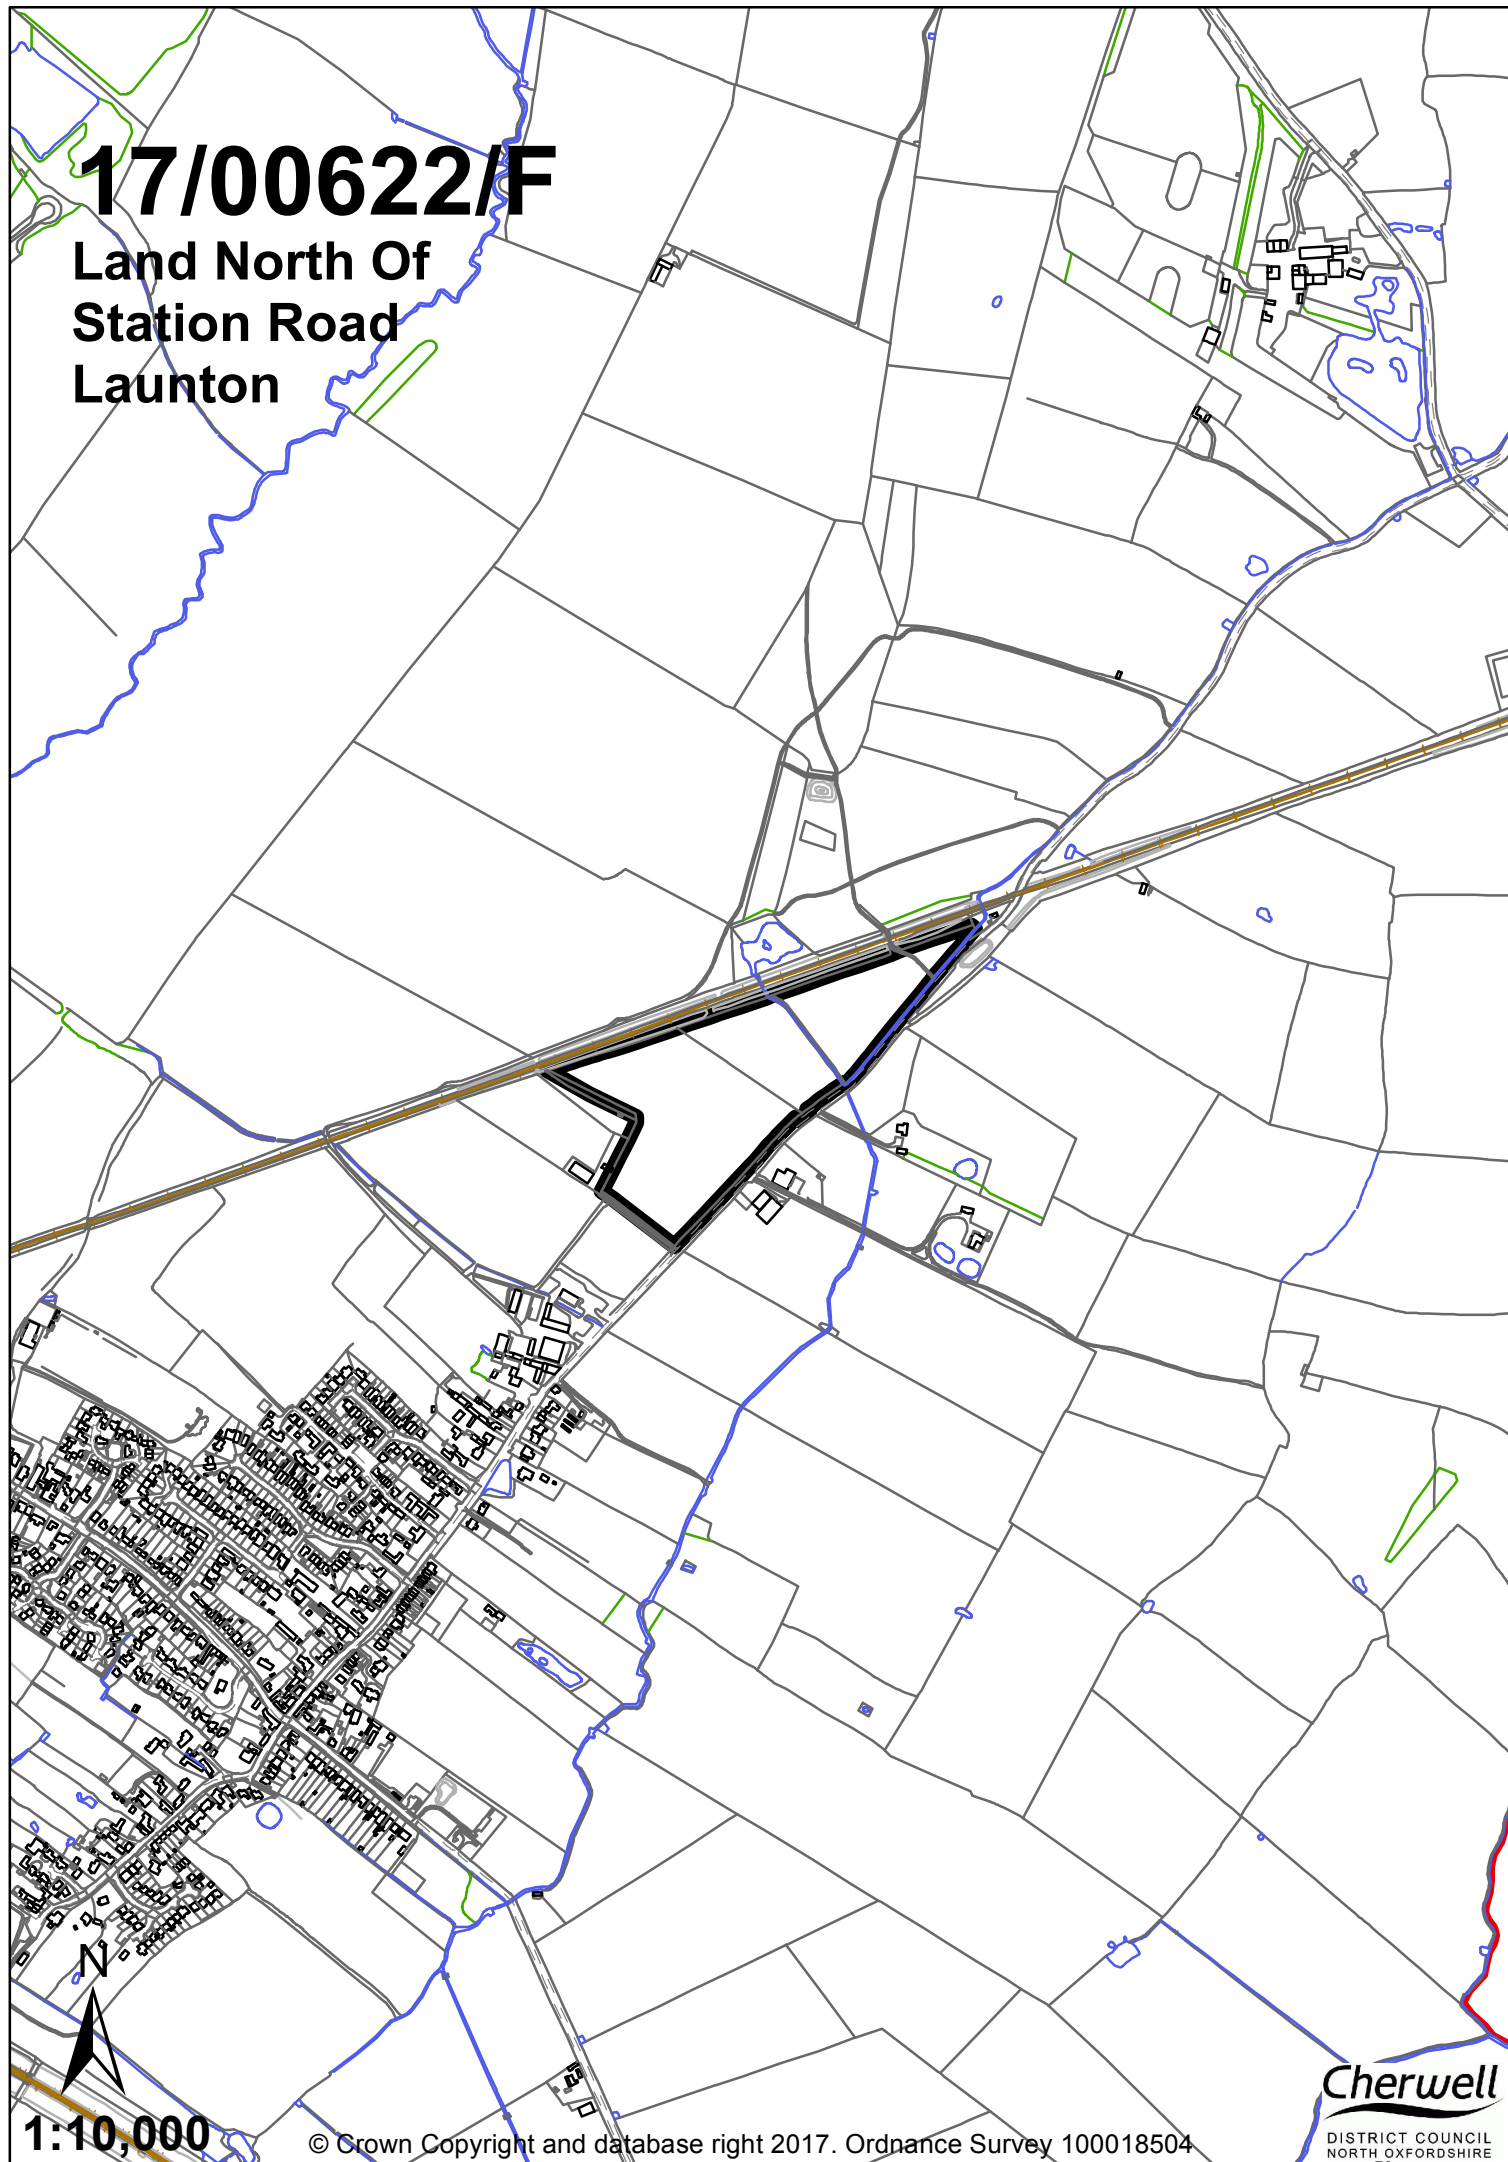 17/00622/F
Land North Of
Station Road
Launton
N
1:10,000
© Crown Copyright and database right 2017. Ordnance Survey 100018504
Cherwell
DISTRICT COUNCIL
NORTH OXFORDSHIRE